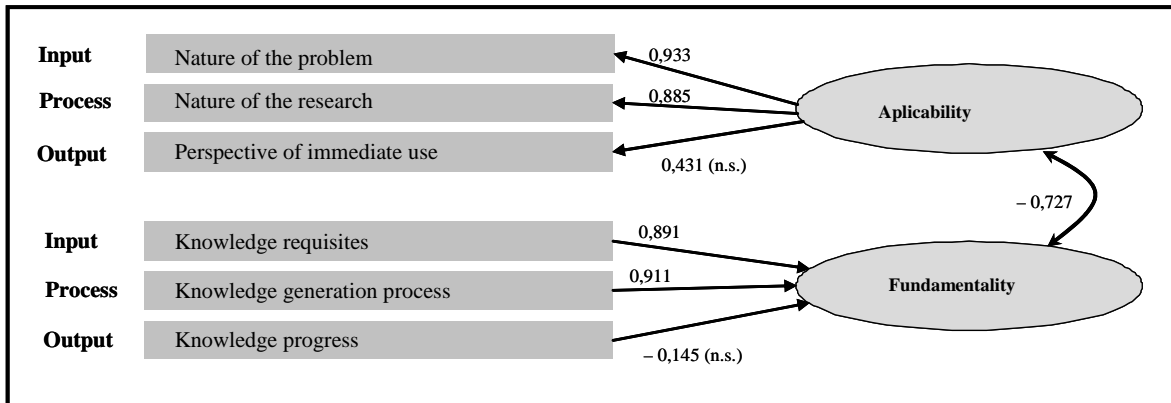 Input Nature of the problem 0,933
Process Nature of the research 0,885 Aplicability
Output Perspective of immediate use 0,431 (n.s.)
– 0,727
Input Knowledge requisites 0,891
Process Knowledge generation process 0,911 Fundamentality
Output Knowledge progress – 0,145 (n.s.)